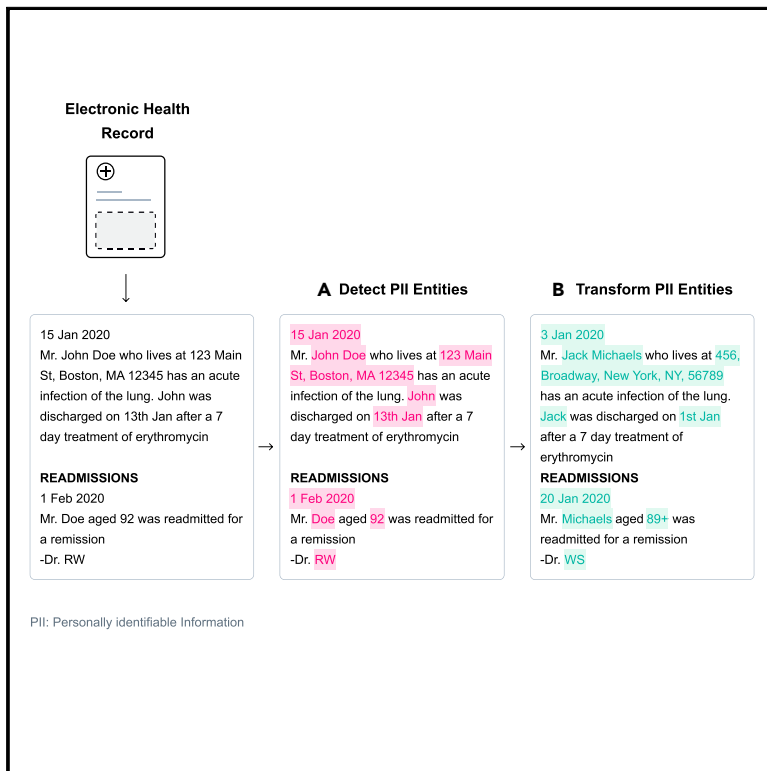 Electronic Health
Record
15 Jan 2020
Mr. John Doe who lives at 123 Main
St, Boston, MA 12345 has an acute
infection of the lung. John was
discharged on 13th Jan after a 7
day treatment of erythromycin
READMISSIONS
1 Feb 2020
Mr. Doe aged 92 was readmitted for
a remission
-Dr. RW
A Detect PII Entities
15 Jan 2020
Mr. John Doe who lives at 123 Main
St, Boston, MA 12345 has an acute
infection of the lung. John was
discharged on 13th Jan after a 7
day treatment of erythromycin
READMISSIONS
1 Feb 2020
Mr. Doe aged 92 was readmitted for
a remission
-Dr. RW
B Transform PII Entities
3 Jan 2020
Mr. Jack Michaels who lives at 456,
Broadway, New York, NY, 56789
has an acute infection of the lung.
Jack was discharged on 1st Jan
after a 7 day treatment of
erythromycin
READMISSIONS
20 Jan 2020
Mr. Michaels aged 89+ was
readmitted for a remission
-Dr. WS
PII: Personally identifiable Information